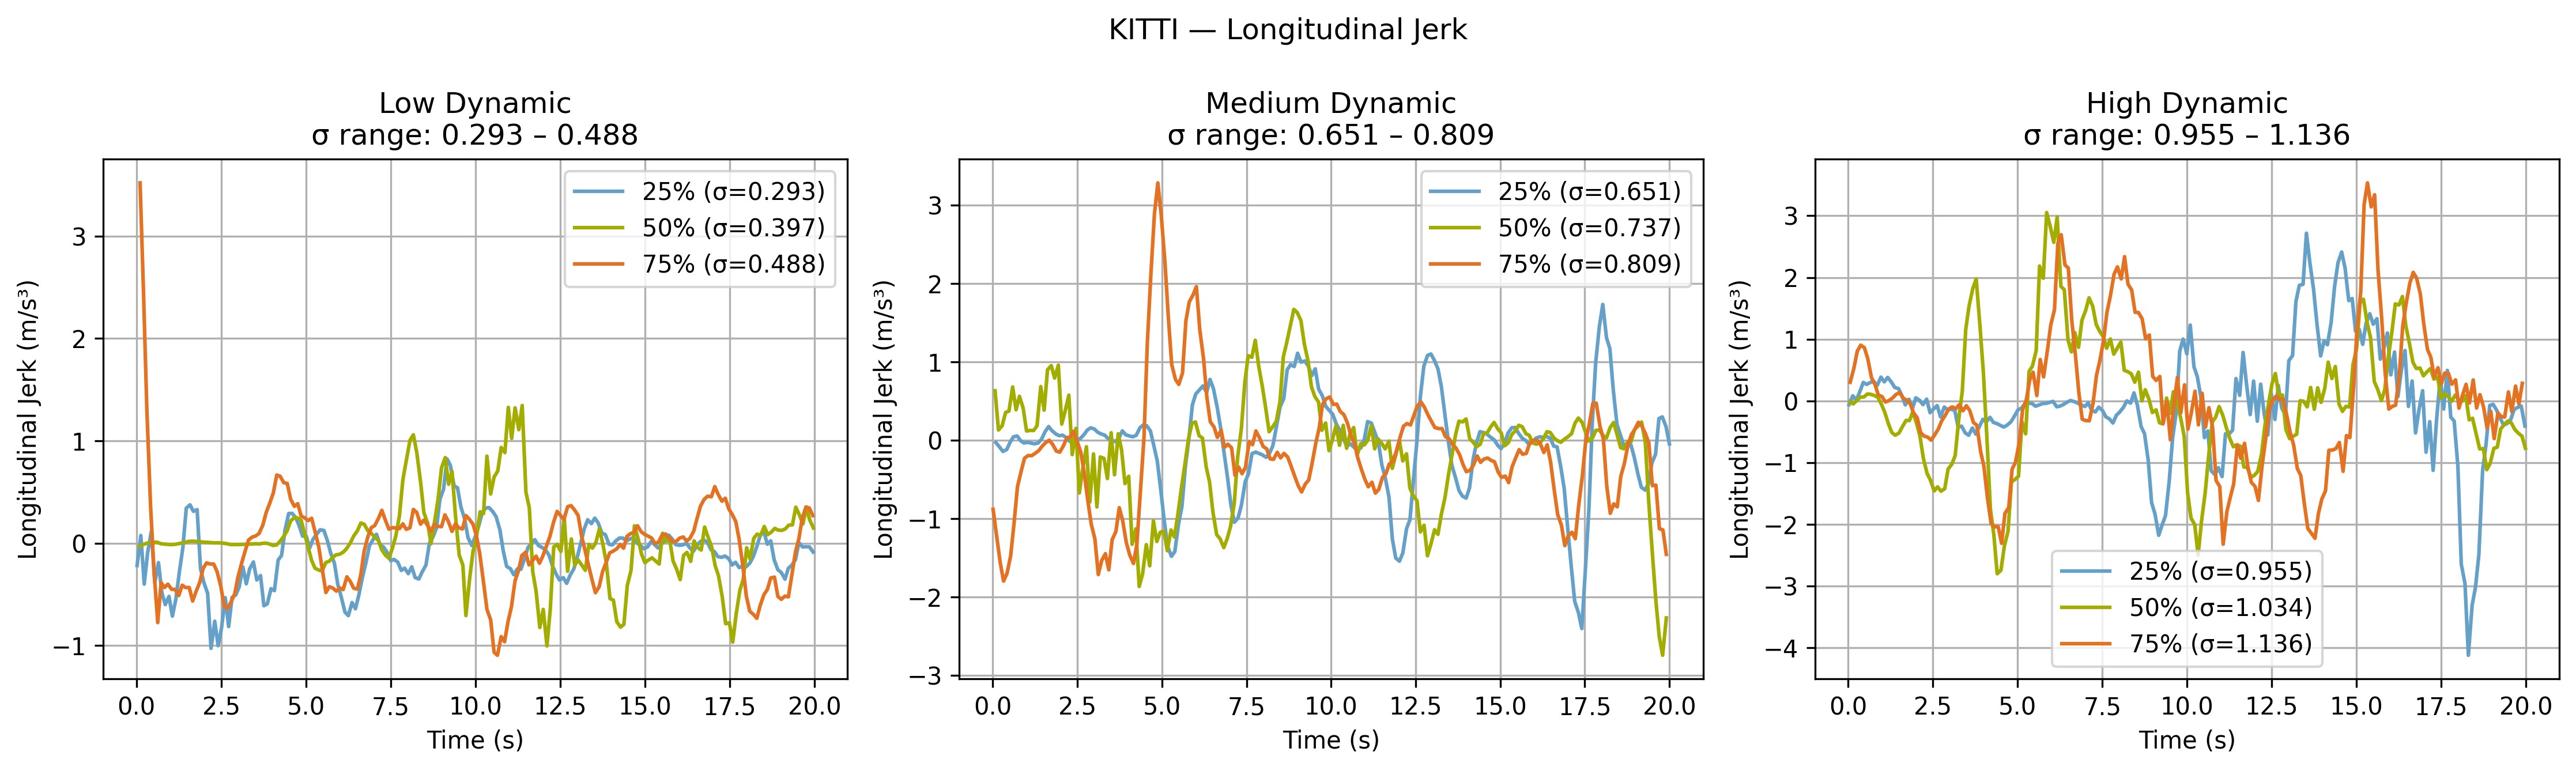 KITTI — Longitudinal Jerk
Low Dynamic
σ range: 0.293 – 0.488
Longitudinal Jerk (m/s³)
3
2
1
0
−1
25% (σ=0.293)
50% (σ=0.397)
75% (σ=0.488)
0.0 2.5 5.0 7.5 10.0 12.5 15.0 17.5 20.0
Time (s)
Medium Dynamic
σ range: 0.651 – 0.809
Longitudinal Jerk (m/s³)
3
2
1
0
−1
−2
−3
25% (σ=0.651)
50% (σ=0.737)
75% (σ=0.809)
0.0 2.5 5.0 7.5 10.0 12.5 15.0 17.5 20.0
Time (s)
High Dynamic
σ range: 0.955 – 1.136
Longitudinal Jerk (m/s³)
3
2
1
0
−1
−2
−3
−4
25% (σ=0.955)
50% (σ=1.034)
75% (σ=1.136)
0.0 2.5 5.0 7.5 10.0 12.5 15.0 17.5 20.0
Time (s)